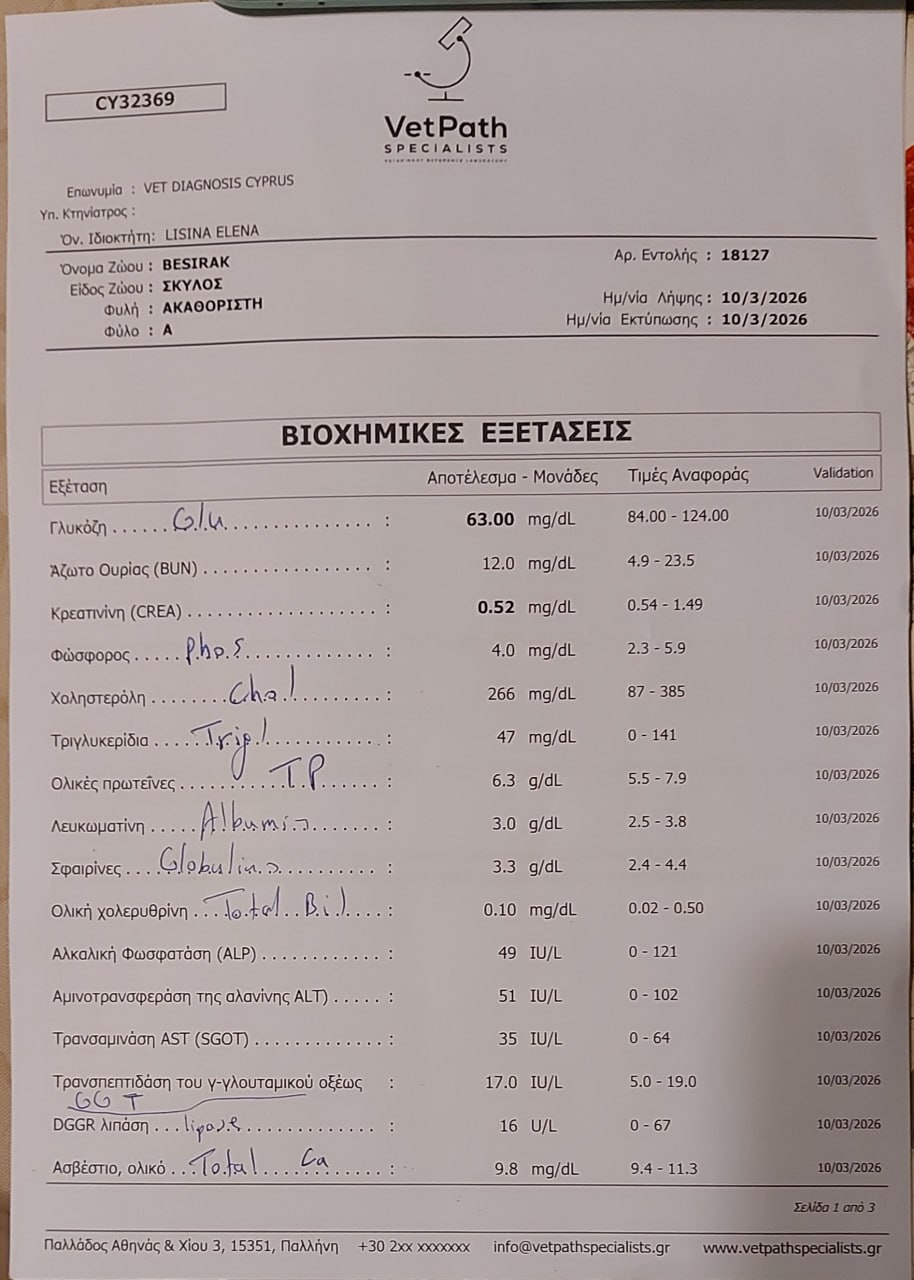 CY32369
VetPath
SPECIALISTS
VETERINARY REFERENCE LABORATORY
Επωνυμία : VET DIAGNOSIS CYPRUS
Υπ. Κτηνίατρος :
Όν. Ιδιοκτήτη: LISINA ELENA
Όνομα Ζώου : BESIRAK
Αρ. Εντολής : 18127
Είδος Ζώου : ΣΚΥΛΟΣ
Φυλή : ΑΚΑΘΟΡΙΣΤΗ
Ημ/νία Λήψης : 10/3/2026
Φύλο : Α
Ημ/νία Εκτύπωσης : 10/3/2026
ΒΙΟΧΗΜΙΚΕΣ ΕΞΕΤΑΣΕΙΣ
Εξέταση Αποτέλεσμα - Μονάδες Τιμές Αναφοράς Validation
Γλυκόζη ...... Glu ............... : 63.00 mg/dL 84.00 - 124.00 10/03/2026
Άζωτο Ουρίας (BUN) .................. : 12.0 mg/dL 4.9 - 23.5 10/03/2026
Κρεατινίνη (CREA) .................... : 0.52 mg/dL 0.54 - 1.49 10/03/2026
Φώσφορος ..... Phos ............. : 4.0 mg/dL 2.3 - 5.9 10/03/2026
Χοληστερόλη ........ Chol .......... : 266 mg/dL 87 - 385 10/03/2026
Τριγλυκερίδια .... Trigl ............ : 47 mg/dL 0 - 141 10/03/2026
Ολικές πρωτεΐνες .......... TP ...... : 6.3 g/dL 5.5 - 7.9 10/03/2026
Λευκωματίνη ..... Albumin ....... : 3.0 g/dL 2.5 - 3.8 10/03/2026
Σφαιρίνες .... Globulins .......... : 3.3 g/dL 2.4 - 4.4 10/03/2026
Ολική χολερυθρίνη .. Total Bil .... : 0.10 mg/dL 0.02 - 0.50 10/03/2026
Αλκαλική Φωσφατάση (ALP) ............ : 49 IU/L 0 - 121 10/03/2026
Αμινοτρανσφεράση της αλανίνης ALT) ..... : 51 IU/L 0 - 102 10/03/2026
Τρανσαμινάση AST (SGOT) ............. : 35 IU/L 0 - 64 10/03/2026
Τρανσπεπτιδάση του γ-γλουταμικού οξέως : 17.0 IU/L 5.0 - 19.0 10/03/2026
GGT
DGGR λιπάση ... lipase ............. : 16 U/L 0 - 67 10/03/2026
Ασβέστιο, ολικό ... Total Ca ...... : 9.8 mg/dL 9.4 - 11.3 10/03/2026
Σελίδα 1 από 3
Παλλάδος Αθηνάς & Χίου 3, 15351, Παλλήνη +30 2xx xxxxxxx info@vetpathspecialists.gr www.vetpathspecialists.gr